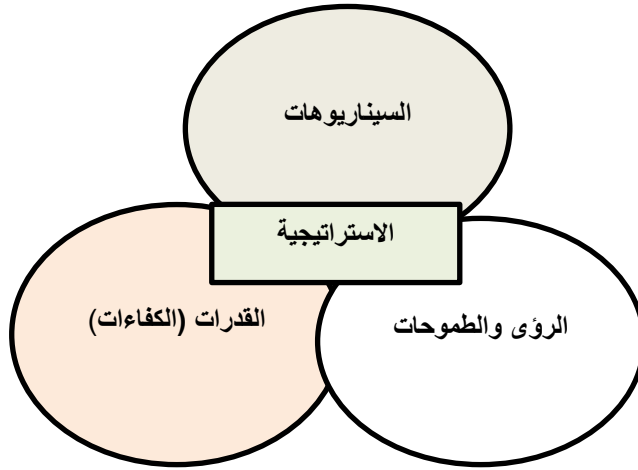 السيناريوهات
الاستراتيجية
الرؤى والطموحات
القدرات (الكفاءات)